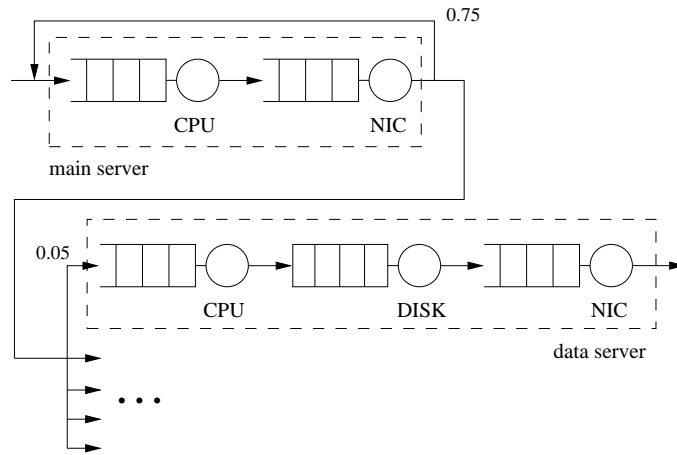 0.75
CPU NIC
main server
0.05
CPU DISK NIC
data server